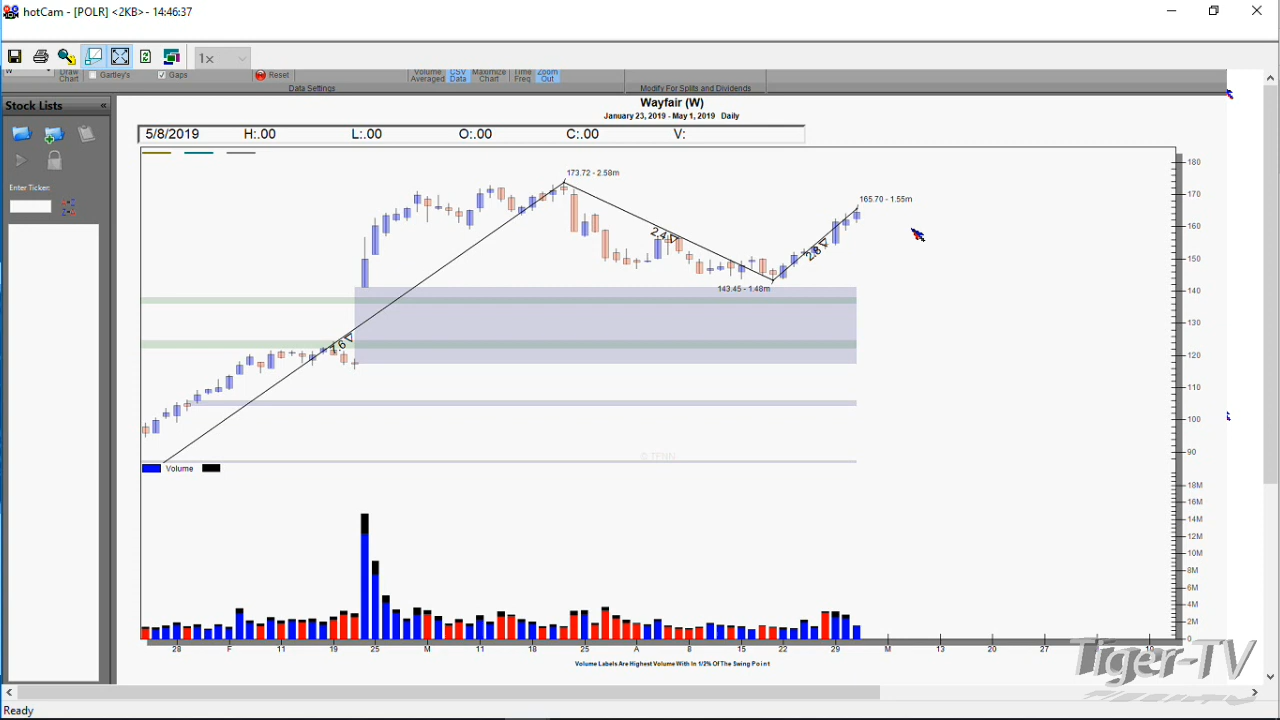 hotCam - [POLR] <2KB> - 14:46:37
1x
W
Draw Chart
Gartley's
Gaps
Reset
Volume Averaged
CSV Data
Maximize Chart
Time Freq
Zoom Out
Data Settings
Modify For Splits and Dividends
Stock Lists
«
Enter Ticker:
Wayfair (W)
January 23, 2019 - May 1, 2019 Daily
5/8/2019 H:.00 L:.00 O:.00 C:.00 V:
173.72 - 2.58m
165.70 - 1.55m
2.4
2.8
143.45 - 1.48m
1.6
© TFNN
180
170
160
150
140
130
120
110
100
90
Volume
18M
16M
14M
12M
10M
8M
6M
4M
2M
0
28 F 11 19 25 M 11 18 25 A 8 15 22 29 M 13 20 27 10
Volume Labels Are Highest Volume With In 1/2% Of The Swing Point
Tiger-TV
Ready